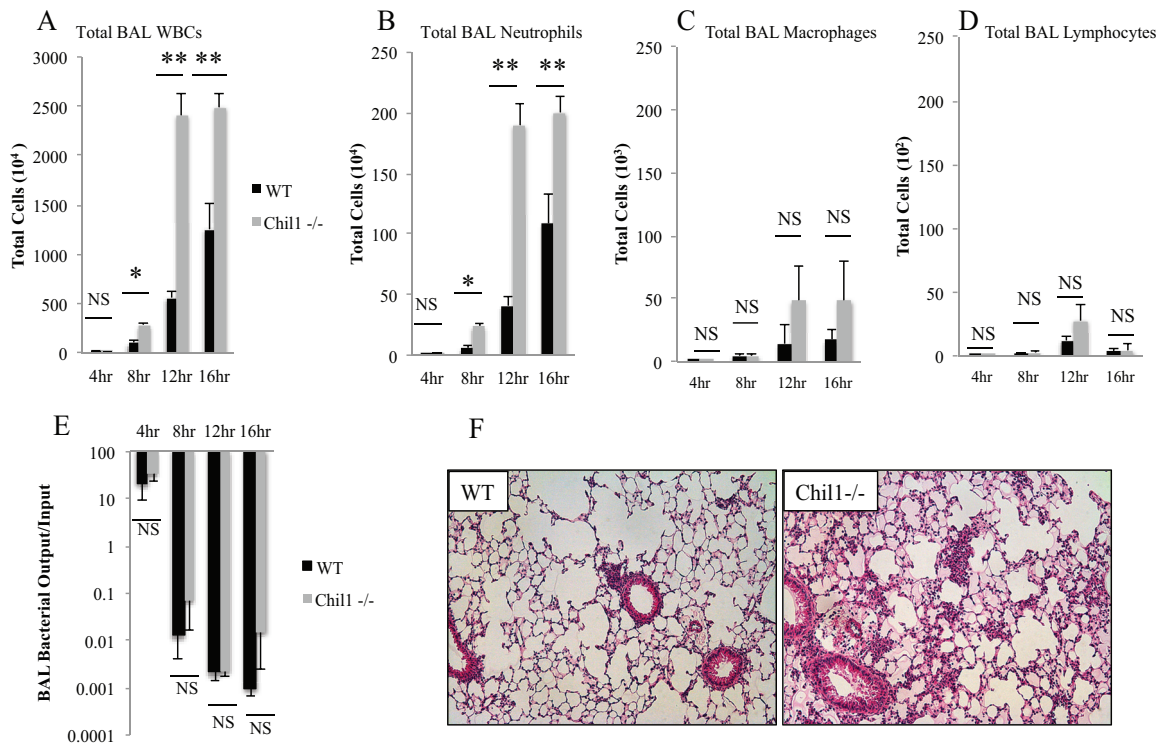 A
Total BAL WBCs
Total Cells (10⁴)
3000
2500
2000
1500
1000
500
0
NS
*
**
**
4hr 8hr 12hr 16hr
WT
Chil1 -/-
B
Total BAL Neutrophils
Total Cells (10⁴)
250
200
150
100
50
0
NS
*
**
**
4hr 8hr 12hr 16hr
C
Total BAL Macrophages
Total Cells (10³)
250
200
150
100
50
0
NS
NS
NS
NS
4hr 8hr 12hr 16hr
D
Total BAL Lymphocytes
Total Cells (10²)
250
200
150
100
50
0
NS
NS
NS
NS
4hr 8hr 12hr 16hr
E
4hr 8hr 12hr 16hr
BAL Bacterial Output/Input
100
10
1
0.1
0.01
0.001
0.0001
NS
NS
NS
NS
WT
Chil1 -/-
F
WT
Chil1-/-